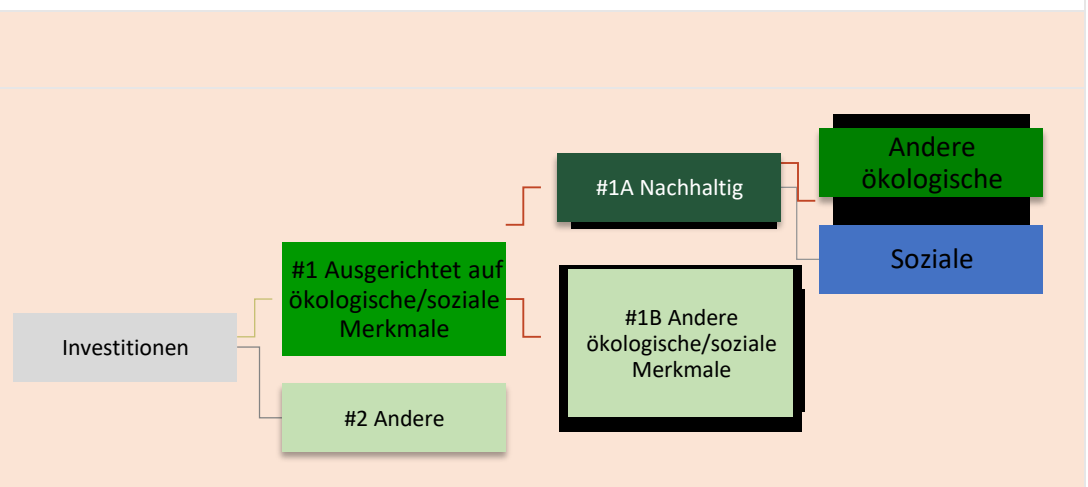 Investitionen
#1 Ausgerichtet auf
ökologische/soziale
Merkmale
#2 Andere
#1A Nachhaltig
#1B Andere
ökologische/soziale
Merkmale
Andere
ökologische
Soziale